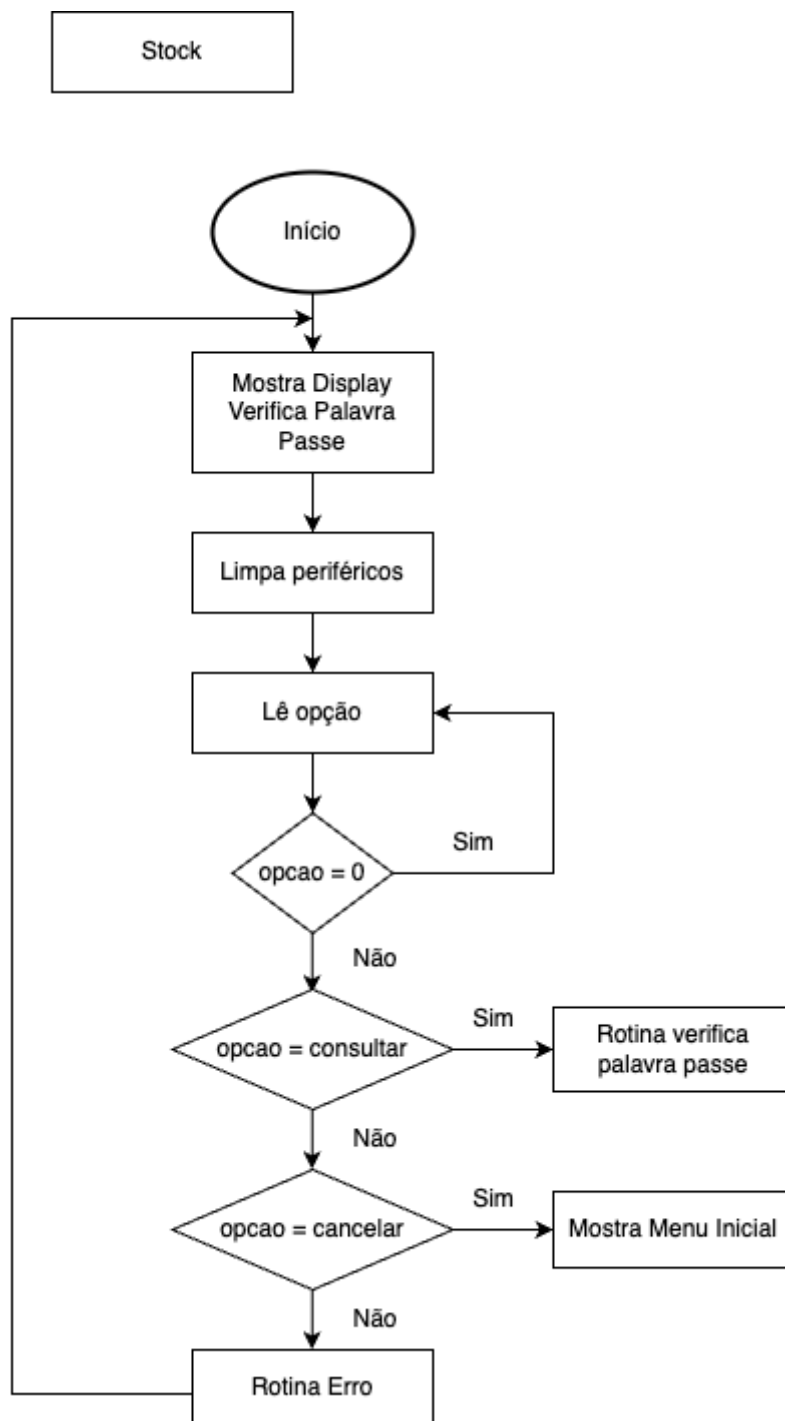 Stock
Início
Mostra Display
Verifica Palavra
Passe
Limpa periféricos
Lê opção
opcao = 0
Sim
Não
opcao = consultar
Sim
Rotina verifica
palavra passe
Não
opcao = cancelar
Sim
Mostra Menu Inicial
Não
Rotina Erro